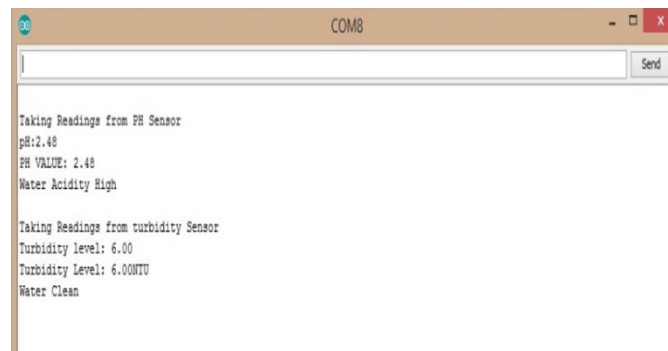 COM8
Send
Taking Readings from PH Sensor
pH:2.48
PH VALUE: 2.48
Water Acidity High
Taking Readings from turbidity Sensor
Turbidity level: 6.00
Turbidity Level: 6.00NTU
Water Clean